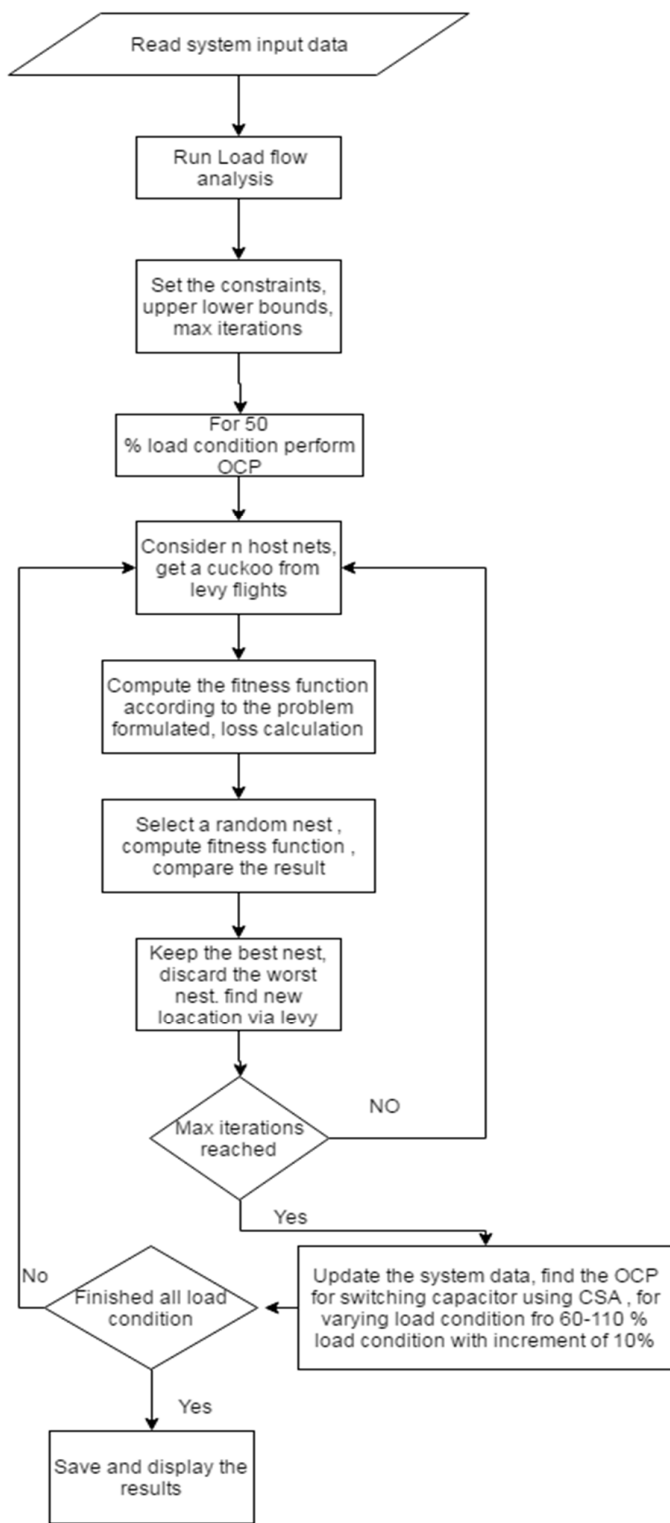 Read system input data
Run Load flow
analysis
Set the constraints,
upper lower bounds,
max iterations
For 50
% load condition perform
OCP
Consider n host nets,
get a cuckoo from
levy flights
Compute the fitness function
according to the problem
formulated, loss calculation
Select a random nest ,
compute fitness function ,
compare the result
Keep the best nest,
discard the worst
nest. find new
loacation via levy
Max iterations
reached
NO
Yes
Update the system data, find the OCP
for switching capacitor using CSA , for
varying load condition fro 60-110 %
load condition with increment of 10%
Finished all load
condition
No
Yes
Save and display the
results